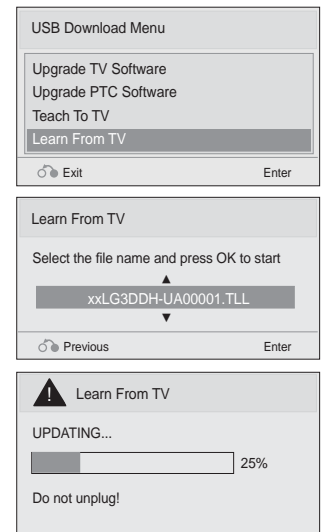 USB Download Menu
Upgrade TV Software
Upgrade PTC Software
Teach To TV
Learn From TV
Exit Enter
Learn From TV
Select the file name and press OK to start
▲
xxLG3DDH-UA00001.TLL
▼
Previous Enter
! Learn From TV
UPDATING...
25%
Do not unplug!